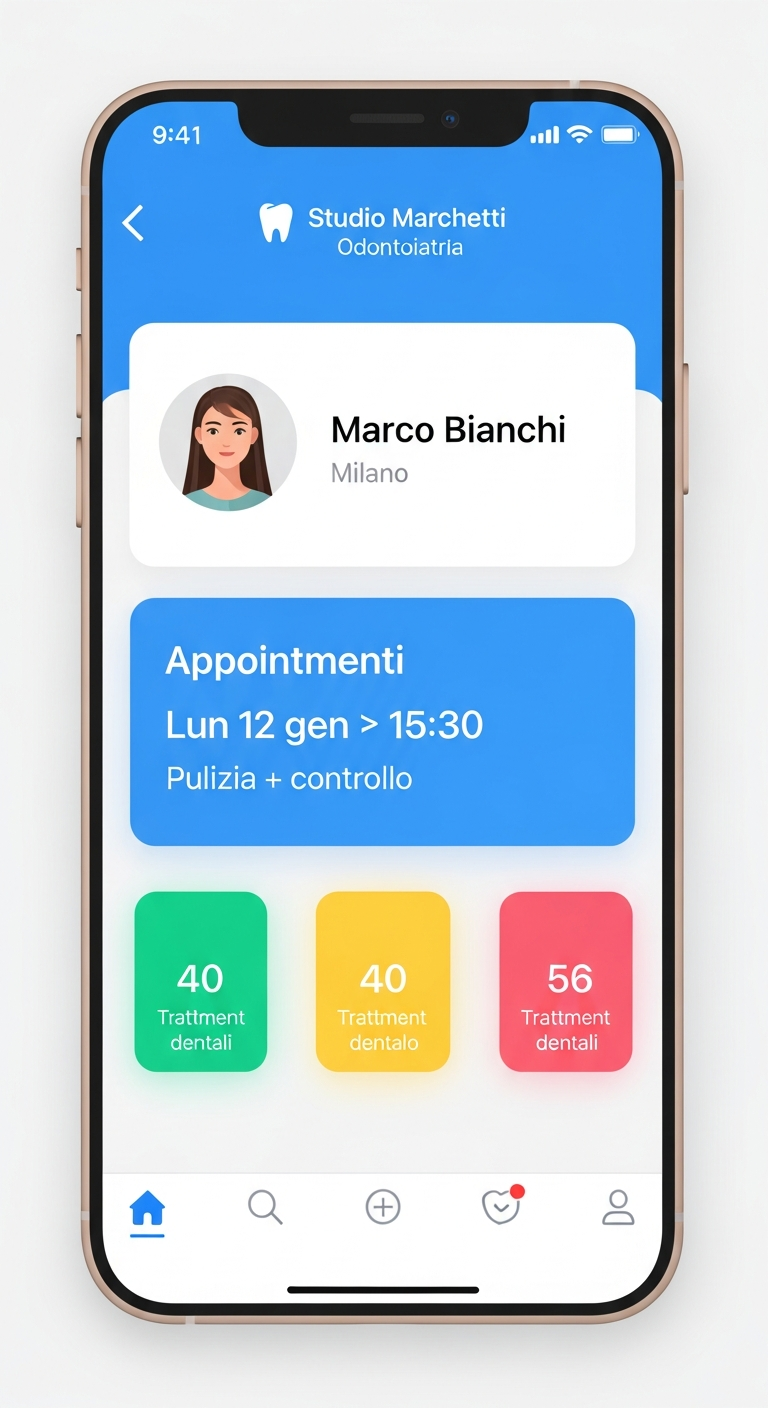 9:41
Studio Marchetti
Odontoiatria
Marco Bianchi
Milano
Appointmenti
Lun 12 gen > 15:30
Pulizia + controllo
40
Trattment
dentali
40
Trattment
dentalo
56
Trattment
dentali